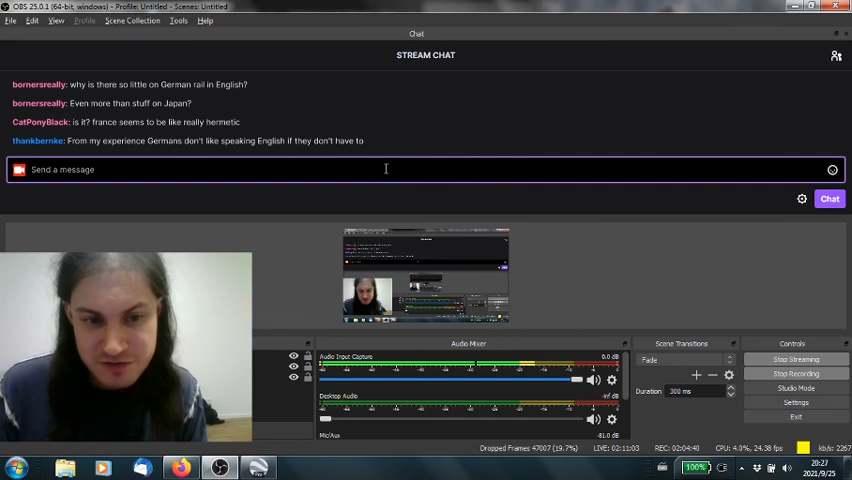 OBS 25.0.1 (64-bit, windows) - Profile: Untitled - Scenes: Untitled
File Edit View Profile Scene Collection Tools Help
Chat
STREAM CHAT
bornersreally: why is there so little on German rail in English?
bornersreally: Even more than stuff on Japan?
CatPonyBlack: is it? france seems to be like really hermetic
thankbernke: From my experience Germans don't like speaking English if they don't have to
Send a message
Chat
Audio Mixer
Scene Transitions
Controls
Audio Input Capture
0.0 dB
Fade
Stop Streaming
Stop Recording
Duration 300 ms
Studio Mode
Desktop Audio
-inf dB
Settings
Exit
Mic/Aux
-81.0 dB
Dropped Frames 47007 (19.7%) LIVE: 02:11:03 REC: 02:04:40 CPU: 4.0%, 24.38 fps kb/s: 2267
100%
20:27
2021/9/25